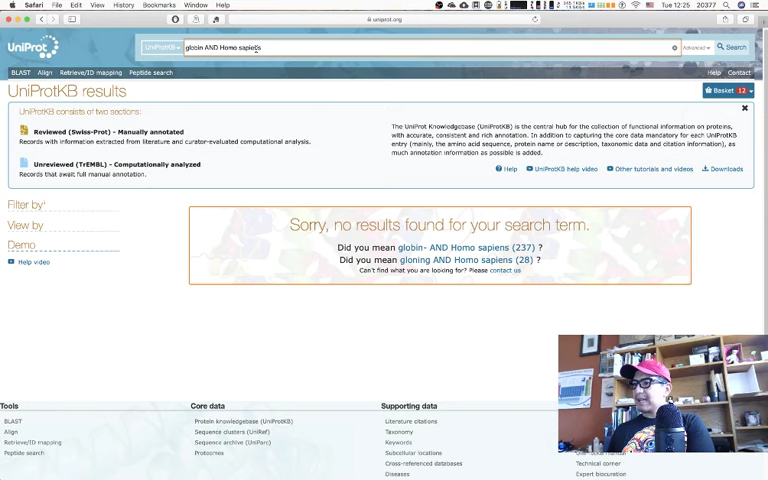 Safari File Edit View History Bookmarks Window Help
Tue 12:25 20377
uniprot.org
UniProt
UniProtKB
globin AND Homo sapiens
Advanced
Search
BLAST Align Retrieve/ID mapping Peptide search
Help Contact
UniProtKB results
Basket 12
UniProtKB consists of two sections:
Reviewed (Swiss-Prot) - Manually annotated
Records with information extracted from literature and curator-evaluated computational analysis.
Unreviewed (TrEMBL) - Computationally analyzed
Records that await full manual annotation.
The UniProt Knowledgebase (UniProtKB) is the central hub for the collection of functional information on proteins,
with accurate, consistent and rich annotation. In addition to capturing the core data mandatory for each UniProtKB
entry (mainly, the amino acid sequence, protein name or description, taxonomic data and citation information), as
much annotation information as possible is added.
Help UniProtKB help video Other tutorials and videos Downloads
Filter by
View by
Demo
Help video
Sorry, no results found for your search term.
Did you mean globin- AND Homo sapiens (237) ?
Did you mean gloning AND Homo sapiens (28) ?
Can't find what you are looking for? Please contact us
Tools
BLAST
Align
Retrieve/ID mapping
Peptide search
Core data
Protein knowledgebase (UniProtKB)
Sequence clusters (UniRef)
Sequence archive (UniParc)
Proteomes
Supporting data
Literature citations
Taxonomy
Keywords
Subcellular locations
Cross-referenced databases
Diseases
Technical corner
Expert biocuration